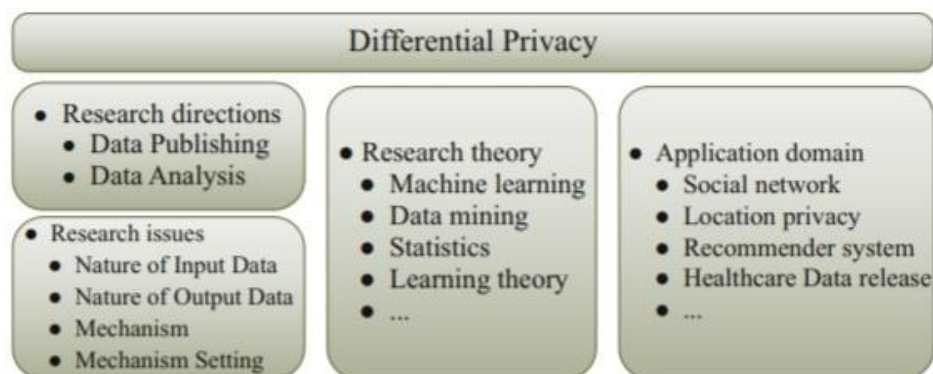 Differential Privacy
● Research directions
● Data Publishing
● Data Analysis
● Research issues
● Nature of Input Data
● Nature of Output Data
● Mechanism
● Mechanism Setting
● Research theory
● Machine learning
● Data mining
● Statistics
● Learning theory
● ...
● Application domain
● Social network
● Location privacy
● Recommender system
● Healthcare Data release
● ...